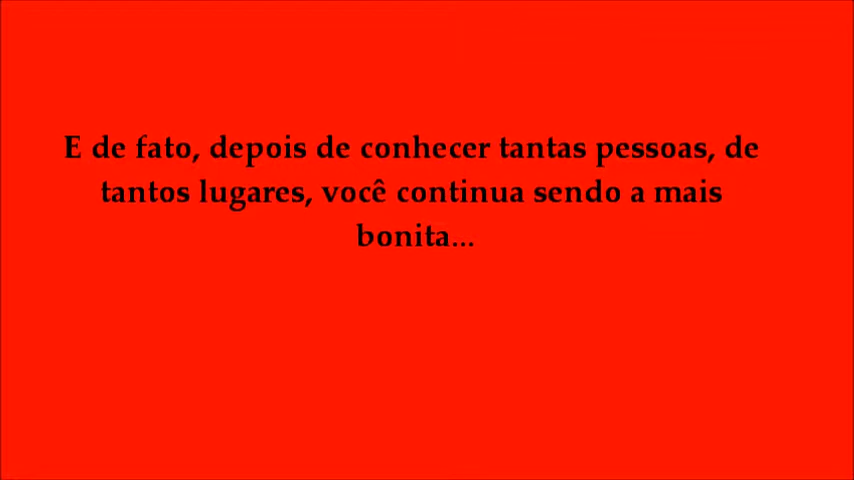 E de fato, depois de conhecer tantas pessoas, de
tantos lugares, você continua sendo a mais
bonita...